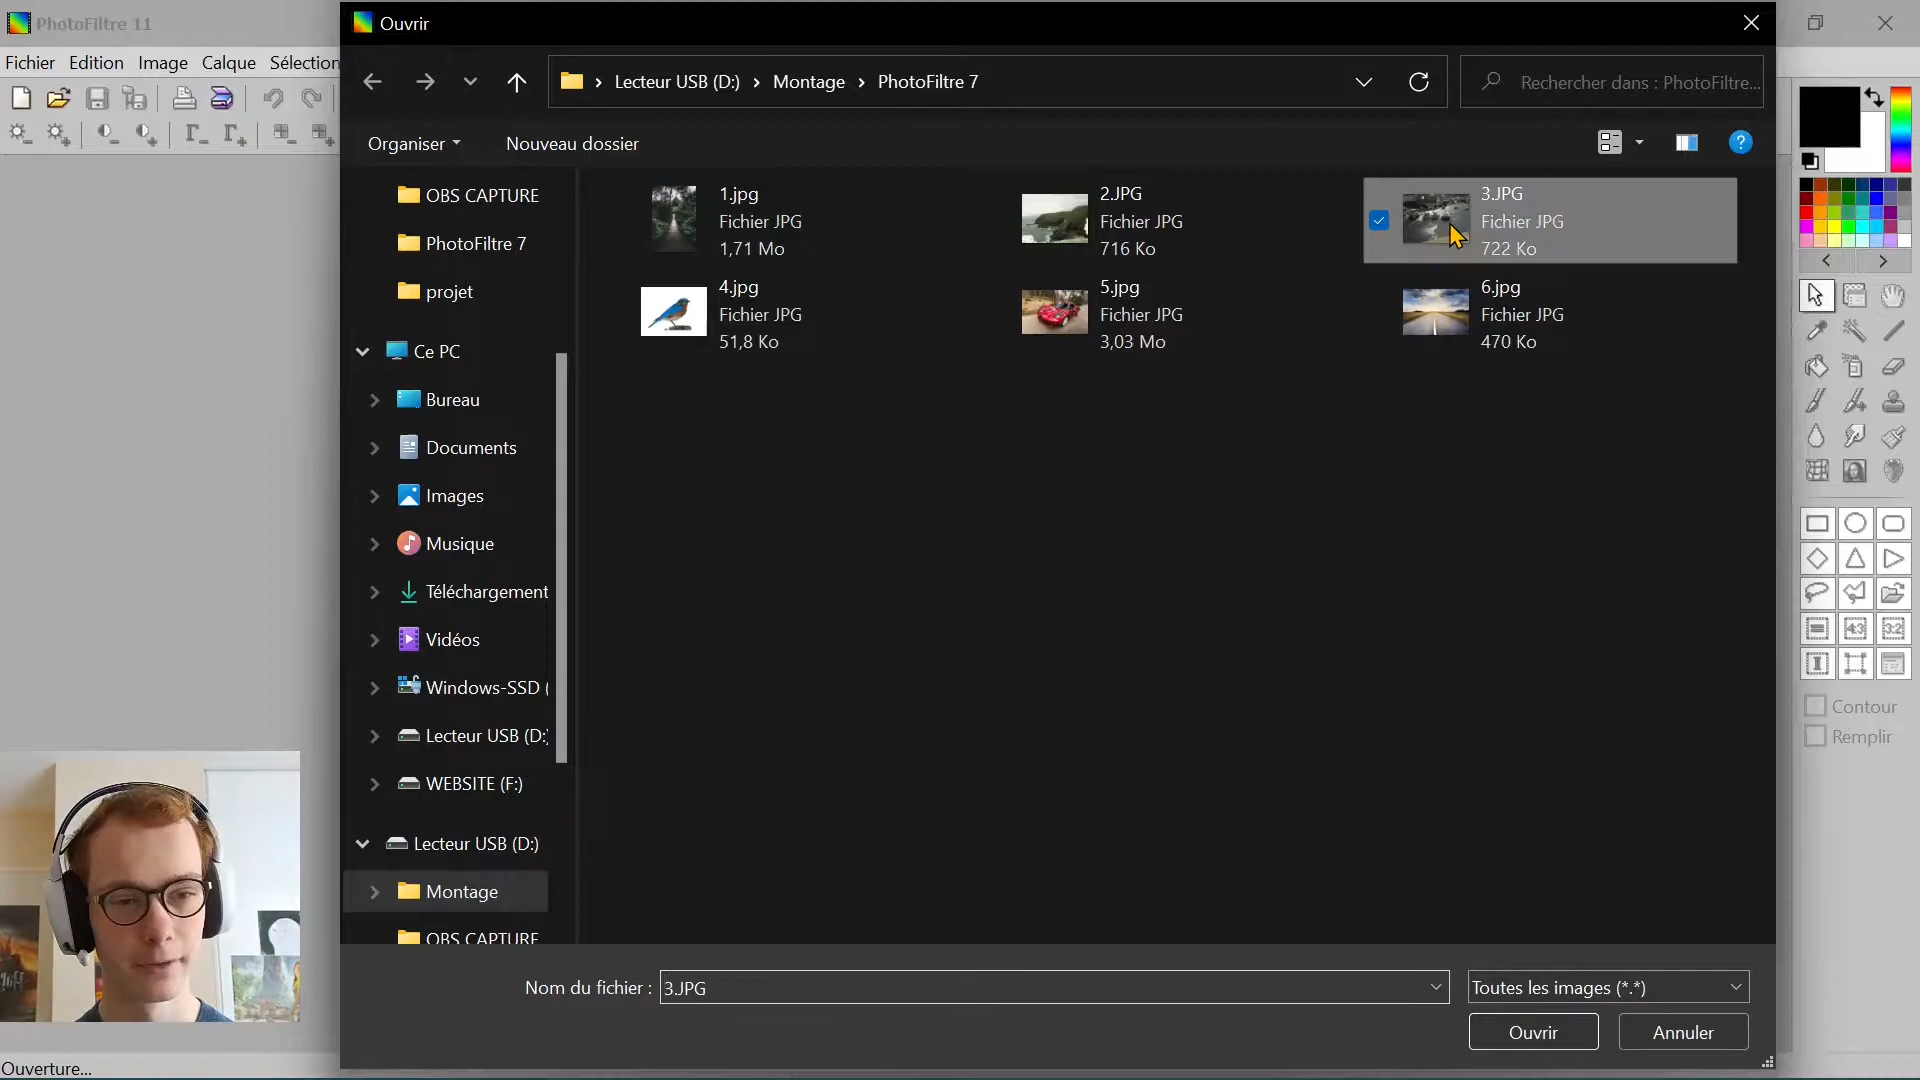 PhotoFiltre 11
Ouvrir
Fichier Edition Image Calque Sélection
Lecteur USB (D:) Montage PhotoFiltre 7
Rechercher dans : PhotoFiltre...
Organiser Nouveau dossier
?
OBS CAPTURE
PhotoFiltre 7
projet
Ce PC
Bureau
Documents
Images
Musique
Téléchargement
Vidéos
Windows-SSD (
Lecteur USB (D:)
WEBSITE (F:)
Lecteur USB (D:)
Montage
OBS CAPTURE
1.jpg
Fichier JPG
1,71 Mo
2.JPG
Fichier JPG
716 Ko
3.JPG
Fichier JPG
722 Ko
4.jpg
Fichier JPG
51,8 Ko
5.jpg
Fichier JPG
3,03 Mo
6.jpg
Fichier JPG
470 Ko
4:3 3:2
Contour
Remplir
Nom du fichier : 3.JPG
Toutes les images (*.*)
Ouvrir Annuler
Ouverture...